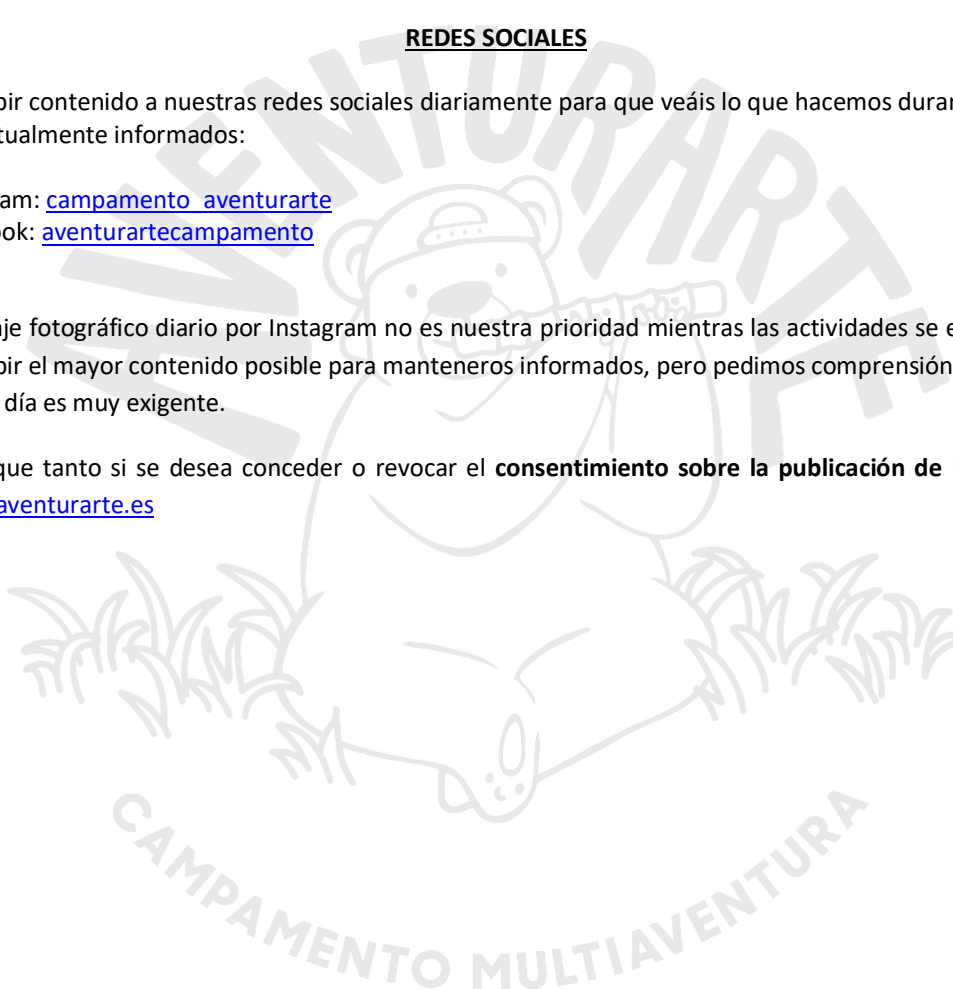 REDES SOCIALES
bir contenido a nuestras redes sociales diariamente para que veáis lo que hacemos duran
tualmente informados:
am: campamento_aventurarte
ok: aventurartecampamento
je fotográfico diario por Instagram no es nuestra prioridad mientras las actividades se e
bir el mayor contenido posible para manteneros informados, pero pedimos comprensión
día es muy exigente.
que tanto si se desea conceder o revocar el consentimiento sobre la publicación de
aventurarte.es
AVENTURARTE
CAMPAMENTO MULTIAVENTURA